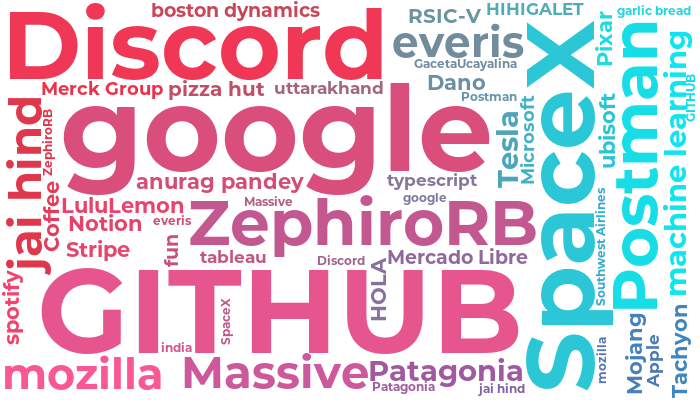 boston dynamics
Discord
RSIC-V
HIHIGALET
everis
GacetaUcayalina
Pixar
garlic bread
Merck Group
pizza hut
uttarakhand
Dano
Postman
google
jai hind
ZephiroRB
Tesla
Microsoft
SpaceX
ubisoft
Postman
machine learning
GITHUB
anurag pandey
typescript
Coffee
LuluLemon
Massive
google
Notion
everis
ZephiroRB
Stripe
fun
tableau
Discord
Mercado Libre
Southwest Airlines
spotify
GITHUB
HOLA
SpaceX
india
mozilla
Massive
Patagonia
Patagonia
jai hind
mozilla
Mojang
Apple
Tachyon